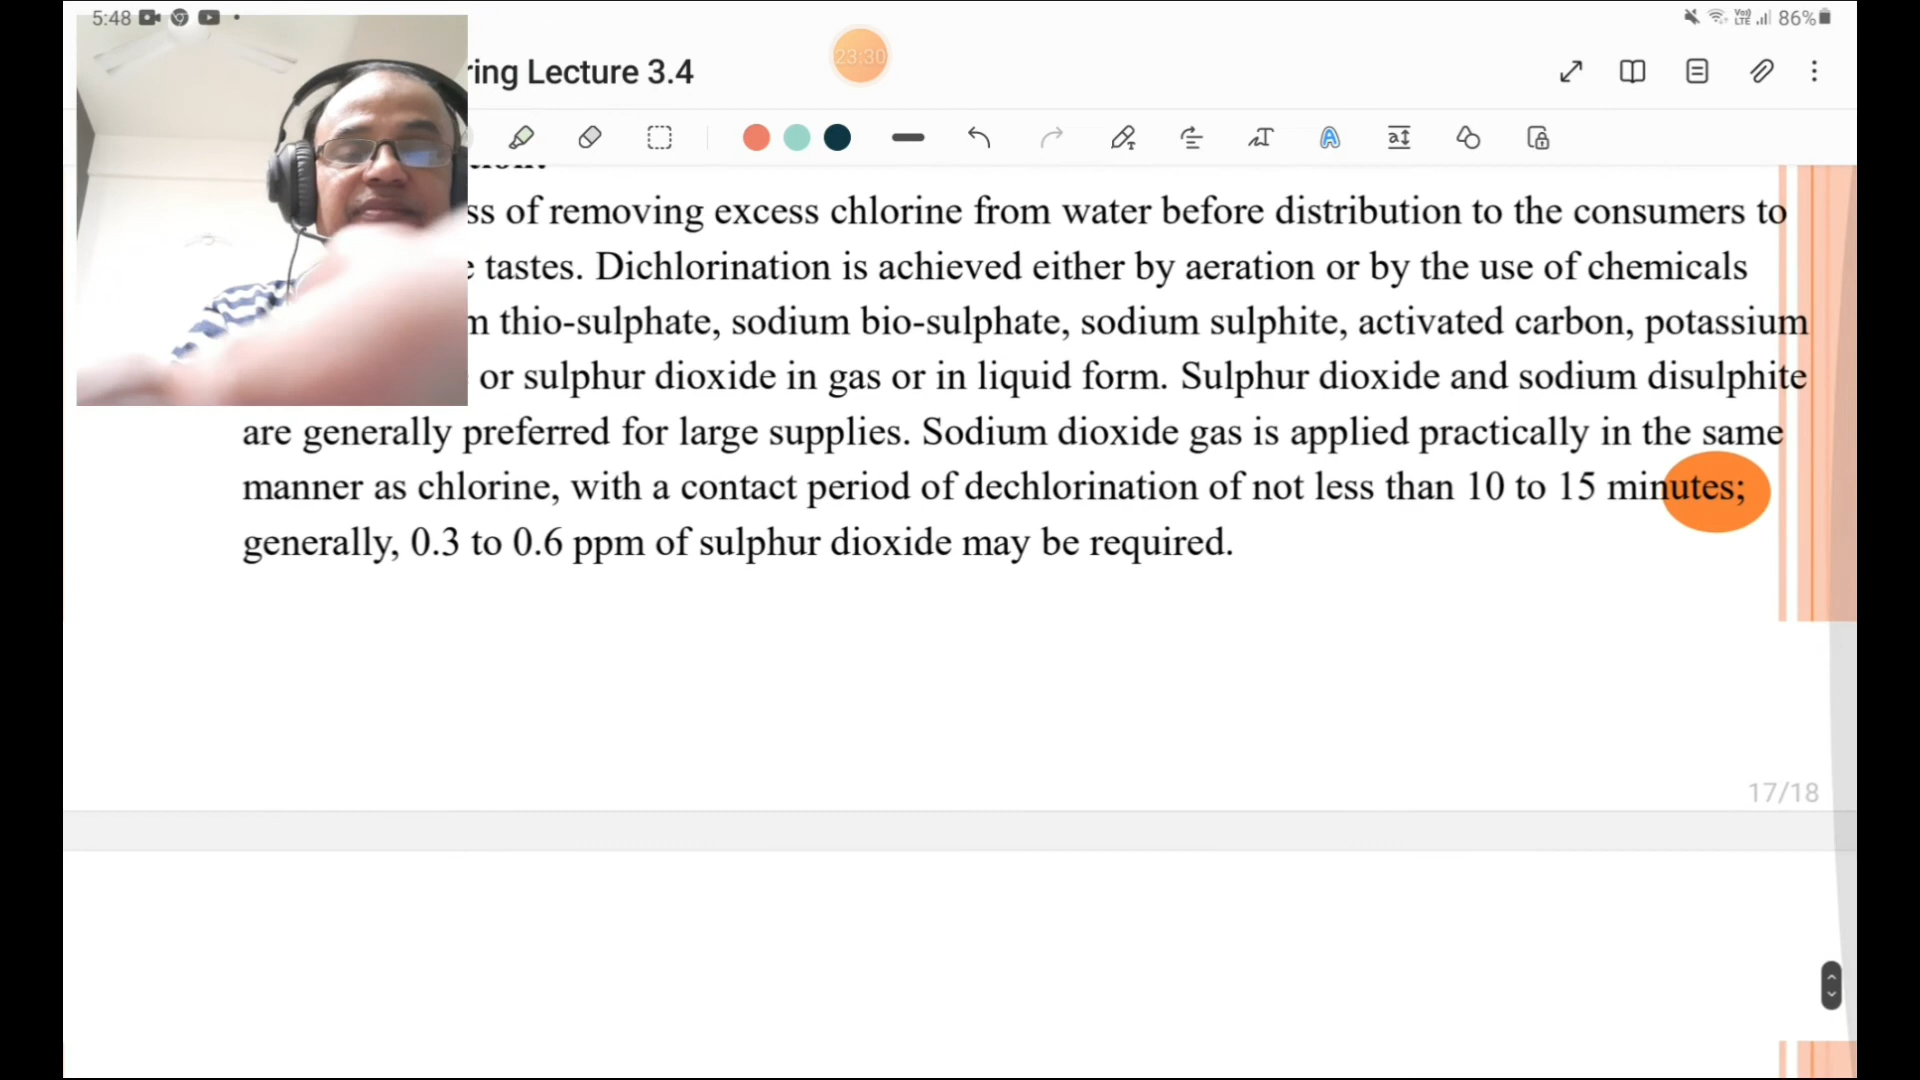 5:48
86%
23:30
ring Lecture 3.4
ss of removing excess chlorine from water before distribution to the consumers to
e tastes. Dichlorination is achieved either by aeration or by the use of chemicals
m thio-sulphate, sodium bio-sulphate, sodium sulphite, activated carbon, potassium
or sulphur dioxide in gas or in liquid form. Sulphur dioxide and sodium disulphite
are generally preferred for large supplies. Sodium dioxide gas is applied practically in the same
manner as chlorine, with a contact period of dechlorination of not less than 10 to 15 minutes;
generally, 0.3 to 0.6 ppm of sulphur dioxide may be required.
17/18